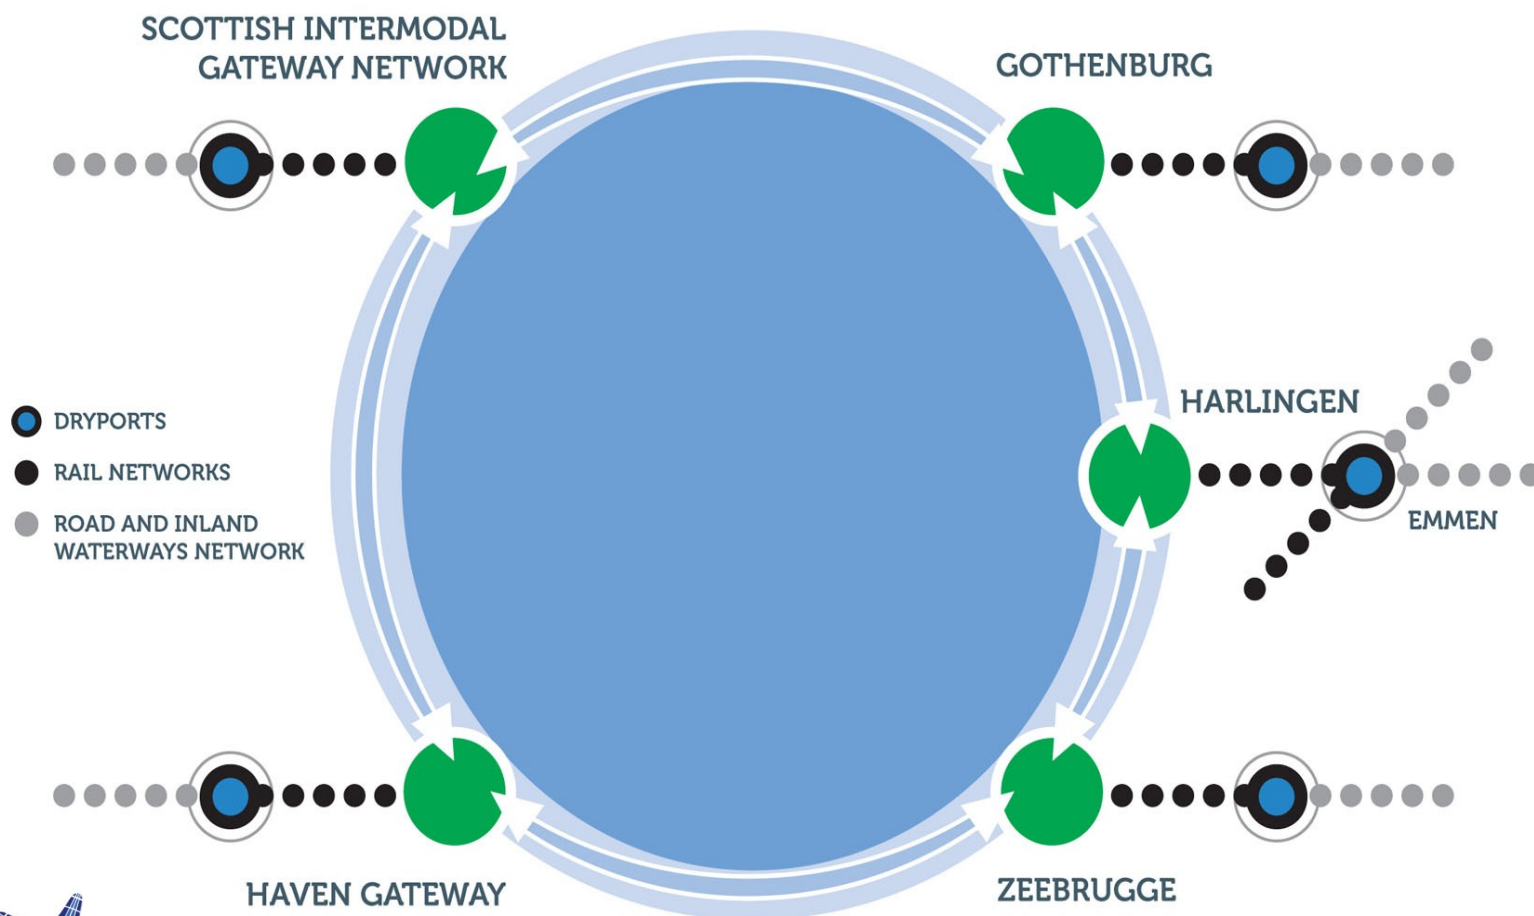 SCOTTISH INTERMODAL
GATEWAY NETWORK
GOTHENBURG
HARLINGEN
DRYPORTS
RAIL NETWORKS
ROAD AND INLAND
WATERWAYS NETWORK
EMMEN
HAVEN GATEWAY
ZEEBRUGGE